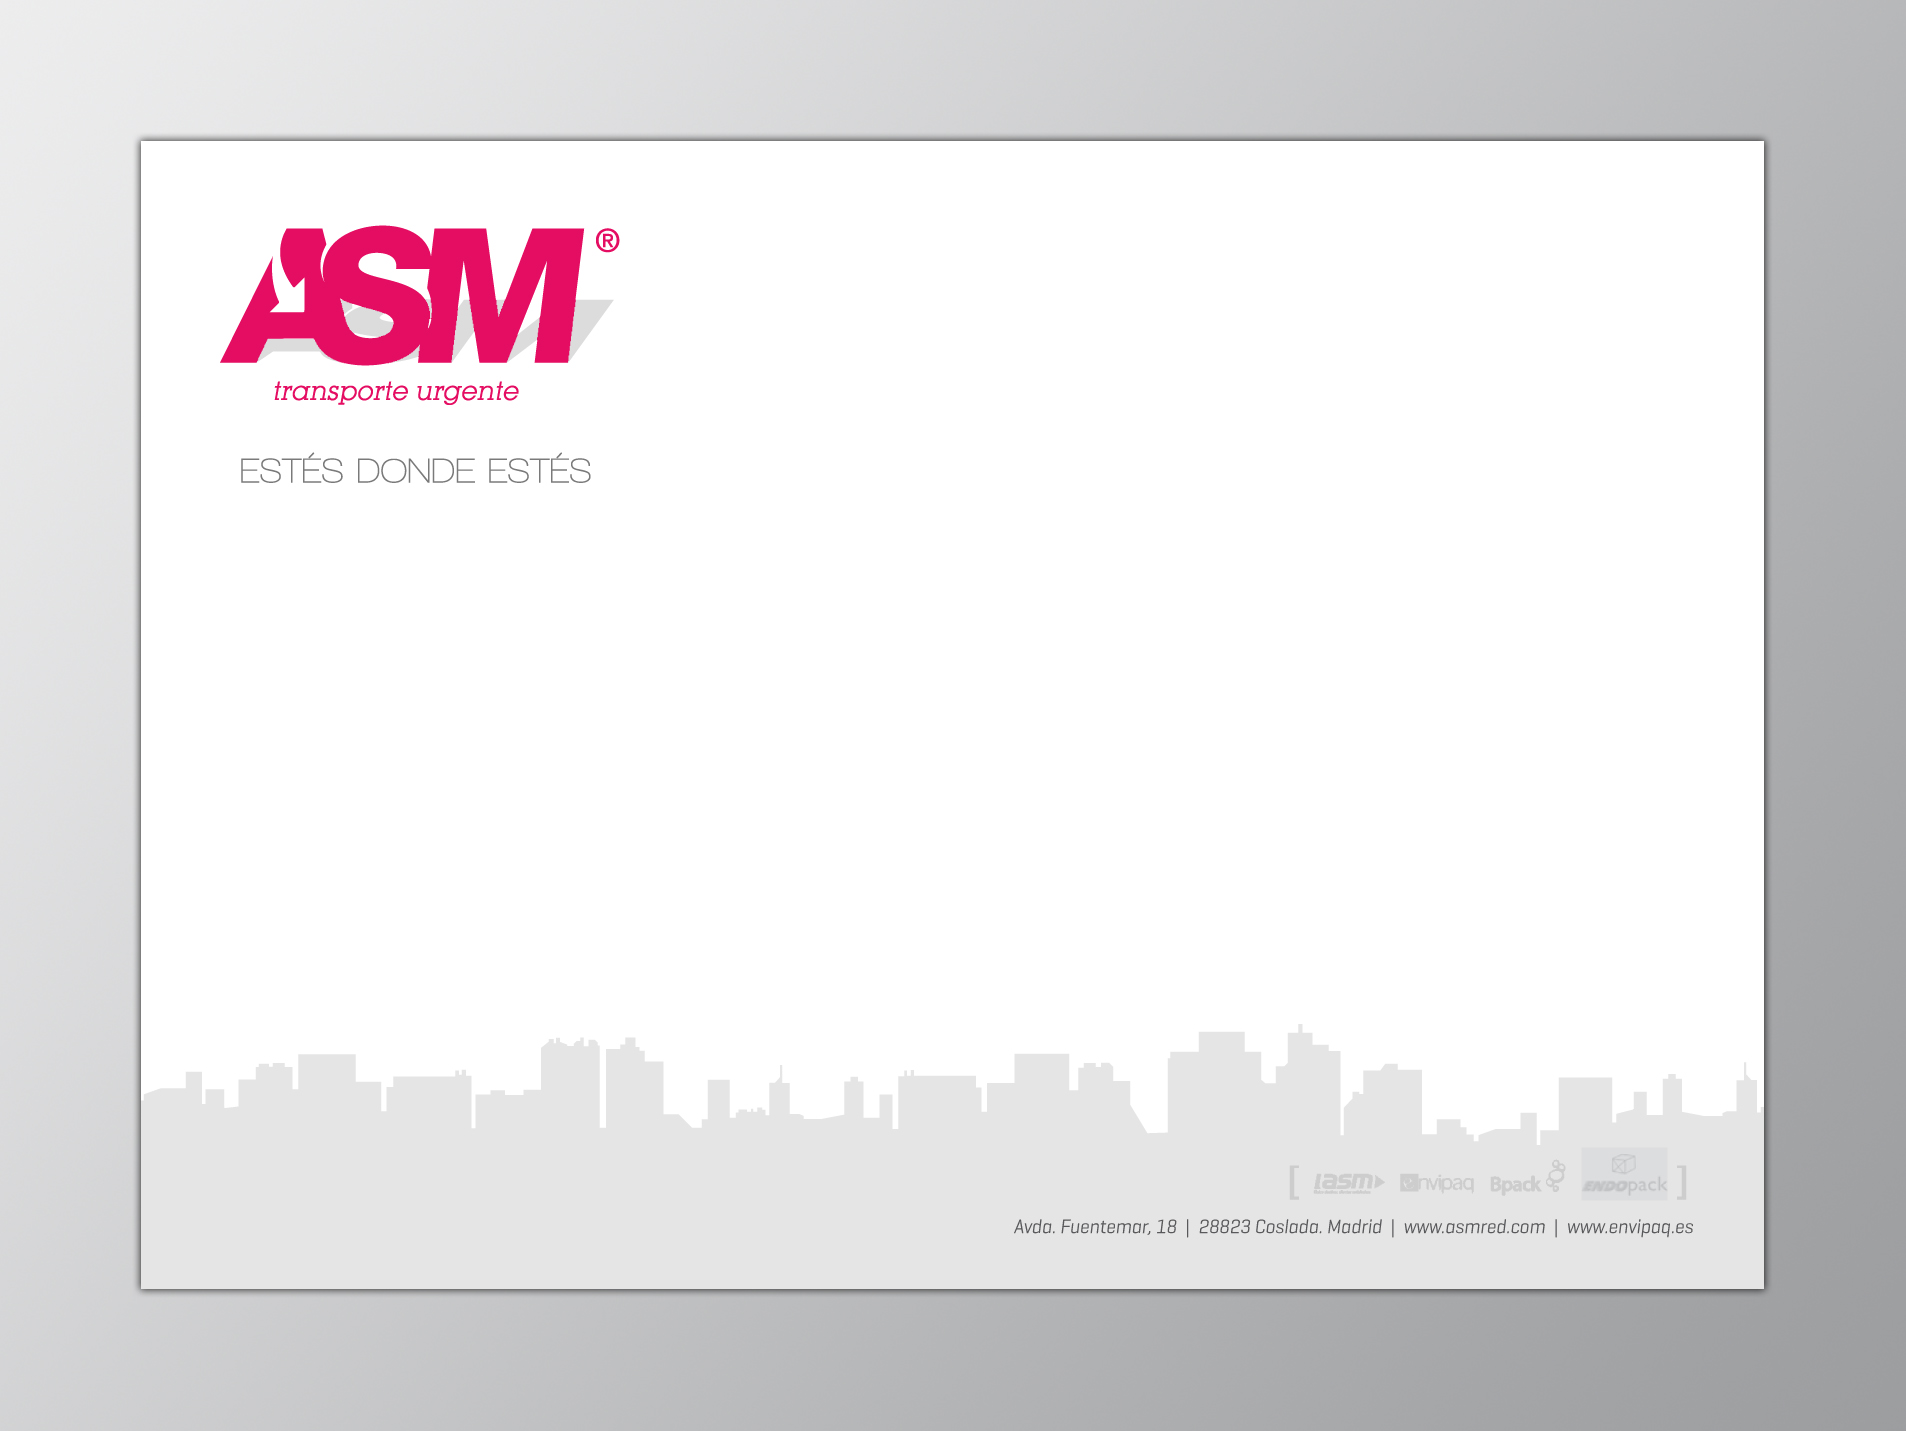 ASM®
transporte urgente
ESTÉS DONDE ESTÉS
[ iasm nvipaq Bpack ENDOpack ]
Avda. Fuentemar, 18 | 28823 Coslada. Madrid | www.asmred.com | www.envipaq.es